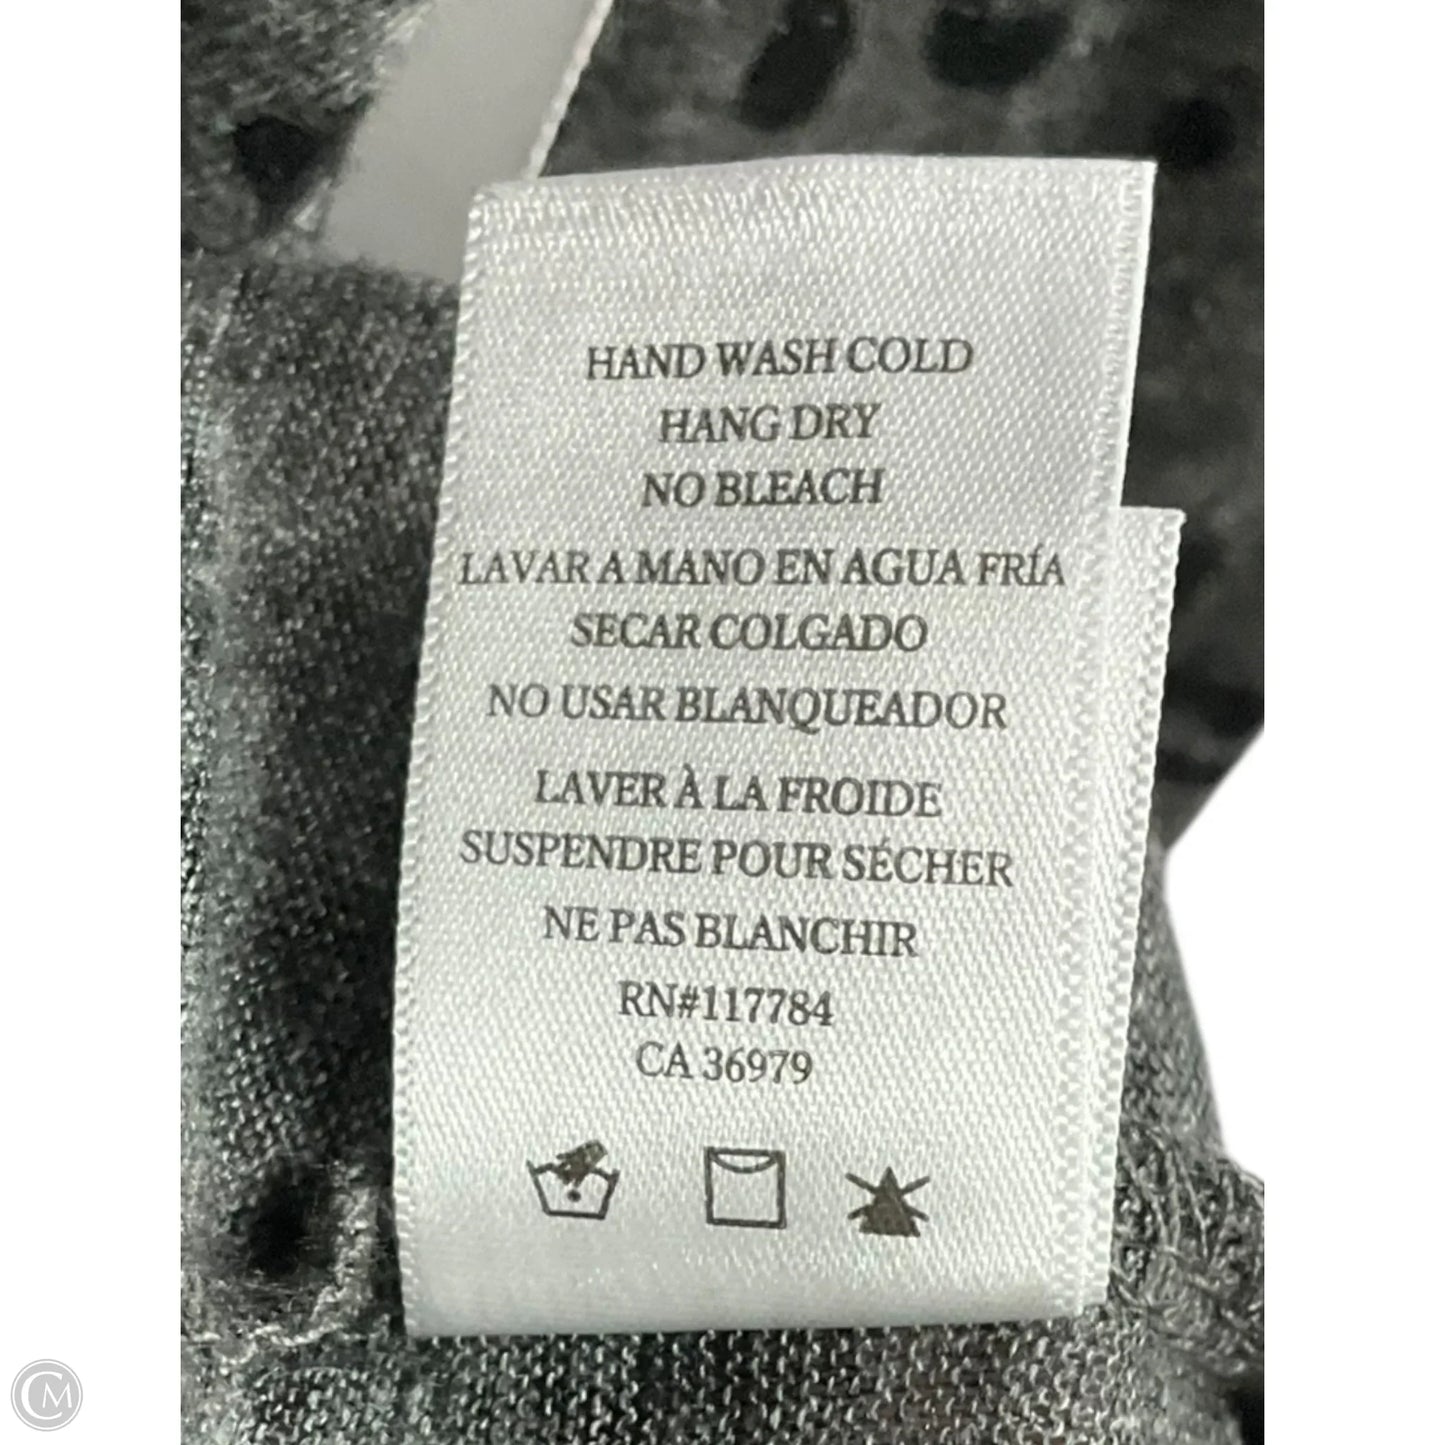 HAND WASH COLD
HANG DRY
NO BLEACH
LAVAR A MANO EN AGUA FRÍA
SECAR COLGADO
NO USAR BLANQUEADOR
LAVER À LA FROIDE
SUSPENDRE POUR SÉCHER
NE PAS BLANCHIR
RN#117784
CA 36979
CM